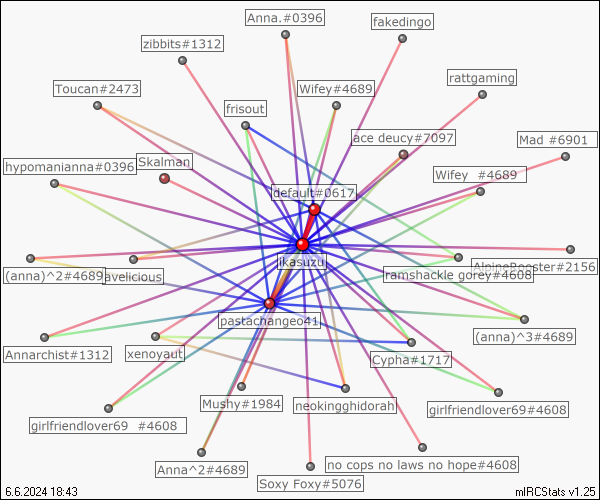 Anna.#0396
fakedingo
zibbits#1312
rattgaming
Toucan#2473
Wifey#4689
frisout
ace deucy#7097
Mad #6901
Skalman
hypomanianna#0396
Wifey  #4689
default#0617
jkasuzu
(anna)^2#4689
avelicious
ramshackle gorey#4608
AlpineBooster#2156
pastachangeo41
(anna)^3#4689
Annarchist#1312
xenoyaut
Cypha#1717
Mushy#1984
neokingghidorah
girlfriendlover69#4608
girlfriendlover69  #4608
Anna^2#4689
no cops no laws no hope#4608
Soxy Foxy#5076
6.6.2024 18:43
mIRCStats v1.25